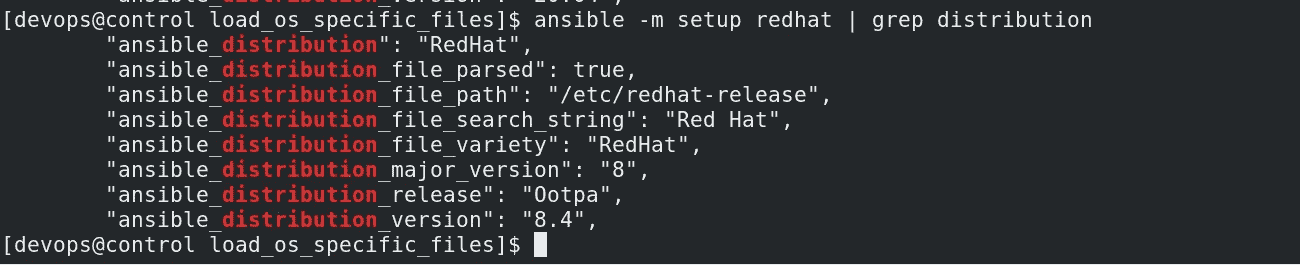 [devops@control load_os_specific_files]$ ansible -m setup redhat | grep distribution
"ansible_distribution": "RedHat",
"ansible_distribution_file_parsed": true,
"ansible_distribution_file_path": "/etc/redhat-release",
"ansible_distribution_file_search_string": "Red Hat",
"ansible_distribution_file_variety": "RedHat",
"ansible_distribution_major_version": "8",
"ansible_distribution_release": "Ootpa",
"ansible_distribution_version": "8.4",
[devops@control load_os_specific_files]$